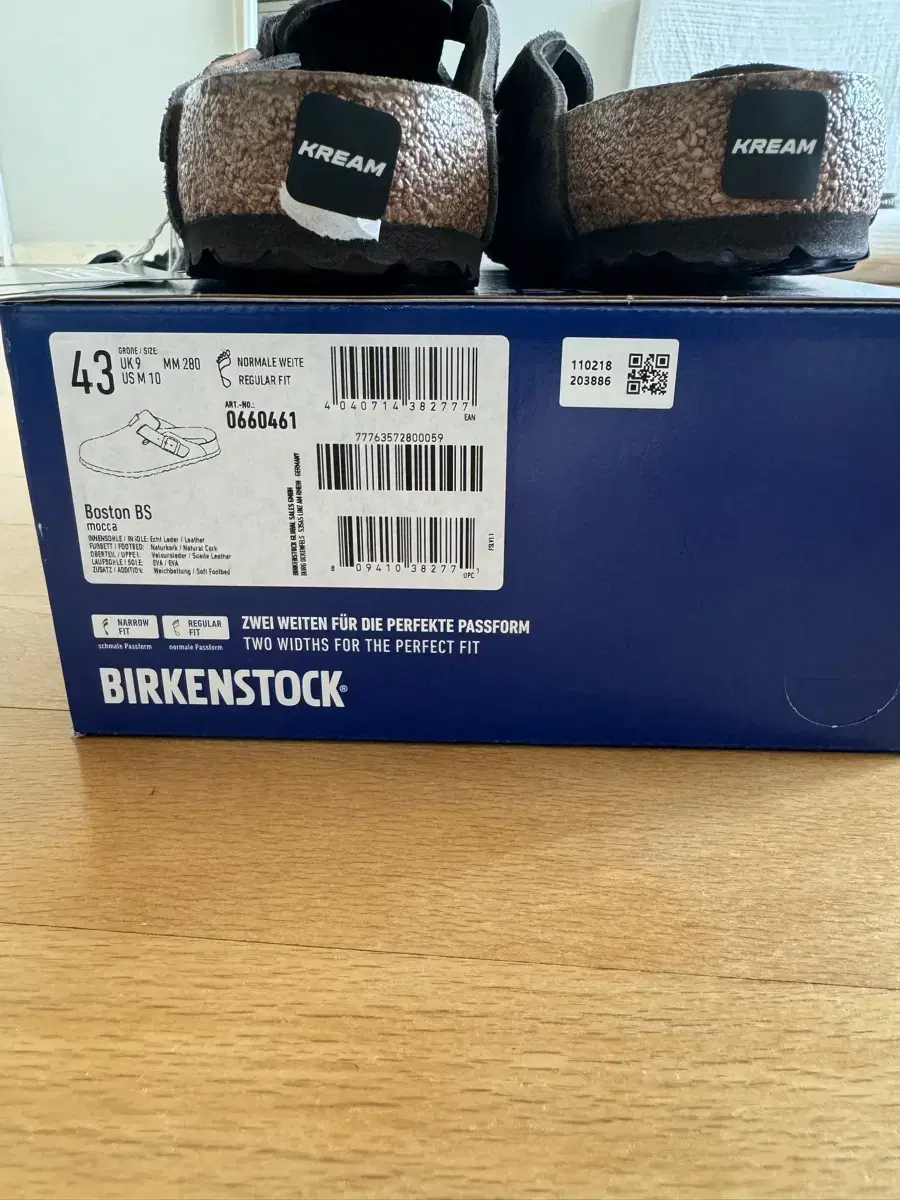 KREAM
KREAM
43
GRÖßE / SIZE
UK 9
US M 10
MM 280
NORMALE WEITE
REGULAR FIT
ART.-No.:
0660461
4 040714 382777
EAN
77763572800059
8 09410 38277 1
UPC
BIRKENSTOCK GLOBAL SALES GMBH
Boston BS
mocca
INNENSOHLE / INSOLE: Echt Leder / Leather
FUßBETT / FOOTBED: Naturkork / Natural Cork
OBERTEIL / UPPER: Veloursleder / Suede Leather
LAUFSOHLE / SOLE: EVA / EVA
ZUSATZ / ADDITION: Weichbettung / Soft Footbed
110218
203886
NARROW FIT
schmale Passform
REGULAR FIT
normale Passform
ZWEI WEITEN FÜR DIE PERFEKTE PASSFORM
TWO WIDTHS FOR THE PERFECT FIT
BIRKENSTOCK®